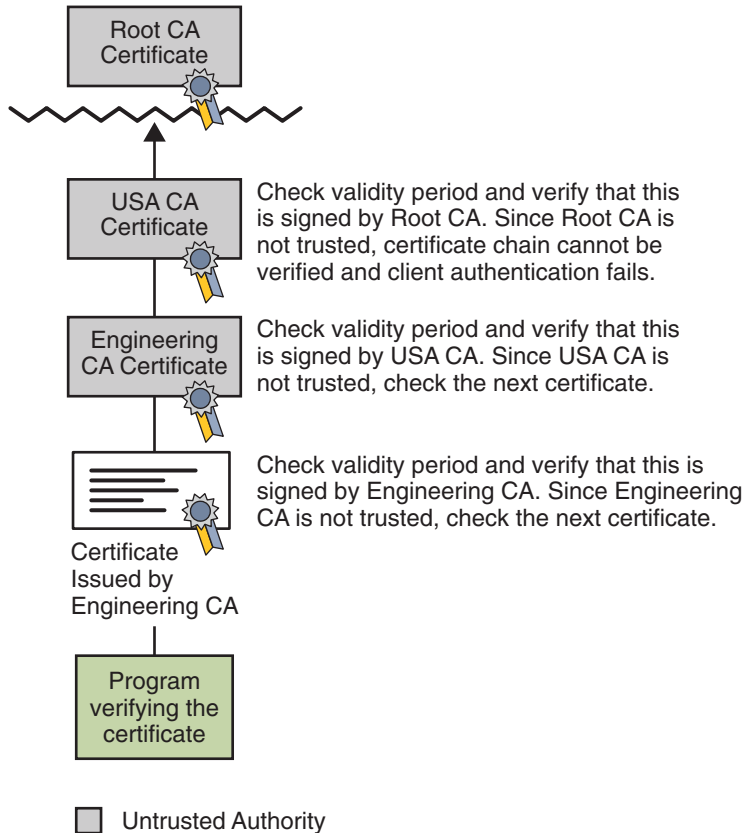 Root CA
Certificate
USA CA
Certificate
Check validity period and verify that this
is signed by Root CA. Since Root CA is
not trusted, certificate chain cannot be
verified and client authentication fails.
Engineering
CA Certificate
Check validity period and verify that this
is signed by USA CA. Since USA CA is
not trusted, check the next certificate.
Check validity period and verify that this is
signed by Engineering CA. Since Engineering
CA is not trusted, check the next certificate.
Certificate
Issued by
Engineering CA
Program
verifying the
certificate
Untrusted Authority